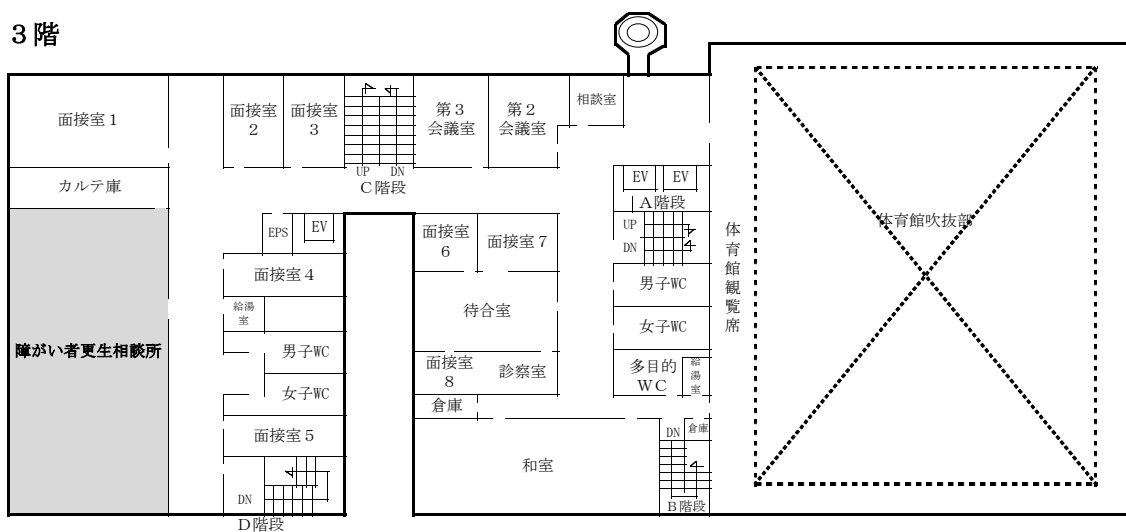 ３階
面接室１
面接室
２
面接室
３
UP
DN
Ｃ階段
第３
会議室
第２
会議室
相談室
カルテ庫
EV
EV
Ａ階段
UP
DN
EPS
EV
面接室
６
面接室７
体育館観覧席
体育館吹抜部
面接室４
給湯
室
男子WC
待合室
女子WC
障がい者更生相談所
男子WC
面接室
８
診察室
多目的
ＷＣ
給湯室
女子WC
倉庫
面接室５
DN
倉庫
和室
DN
Ｄ階段
Ｂ階段